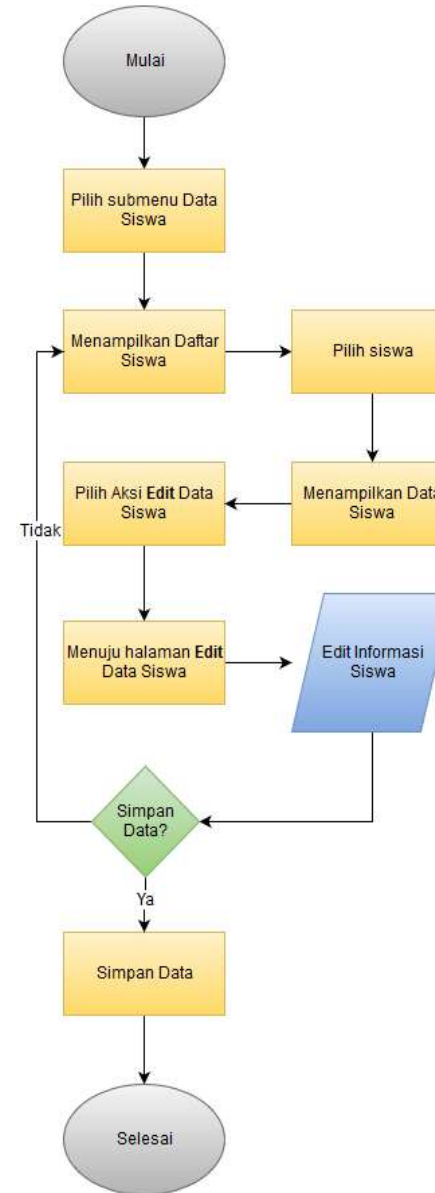 Mulai
Pilih submenu Data
Siswa
Menampilkan Daftar
Siswa
Pilih siswa
Menampilkan Data
Siswa
Pilih Aksi Edit Data
Siswa
Tidak
Menuju halaman Edit
Data Siswa
Edit Informasi
Siswa
Simpan
Data?
Ya
Simpan Data
Selesai